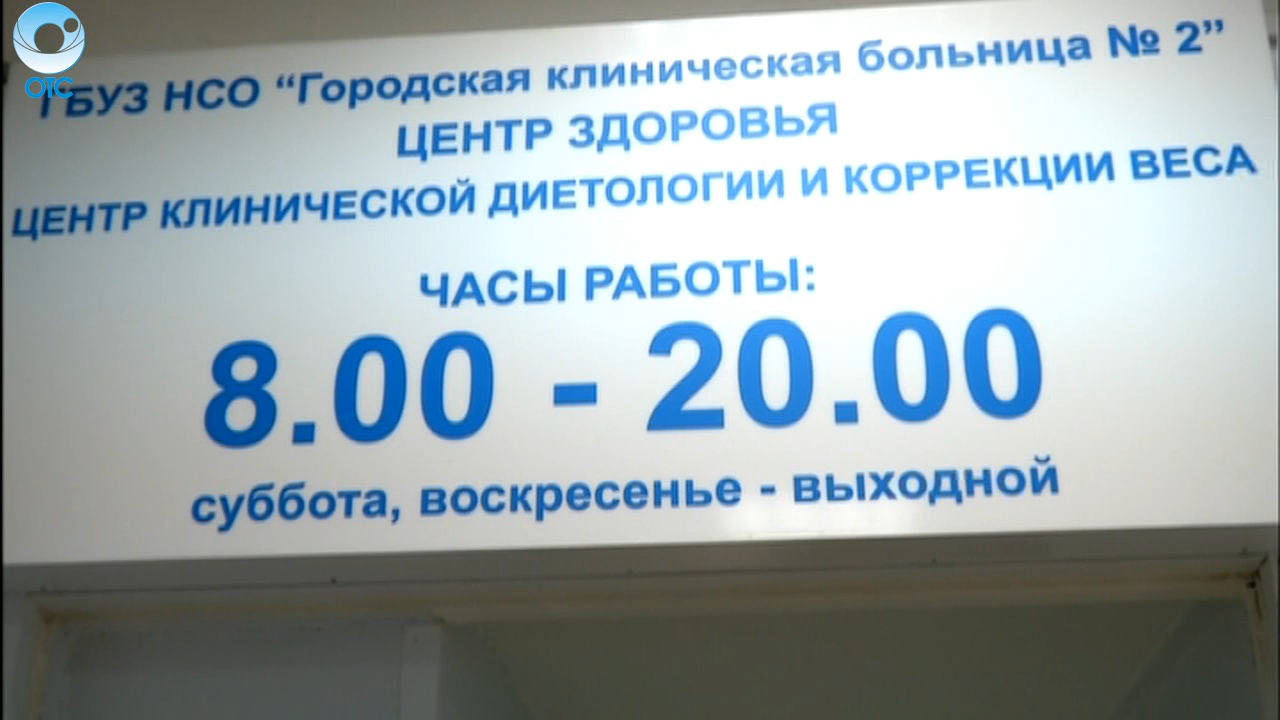 ОТС
ГБУЗ НСО “Городская клиническая больница № 2”
ЦЕНТР ЗДОРОВЬЯ
ЦЕНТР КЛИНИЧЕСКОЙ ДИЕТОЛОГИИ И КОРРЕКЦИИ ВЕСА
ЧАСЫ РАБОТЫ:
8.00 - 20.00
суббота, воскресенье - выходной